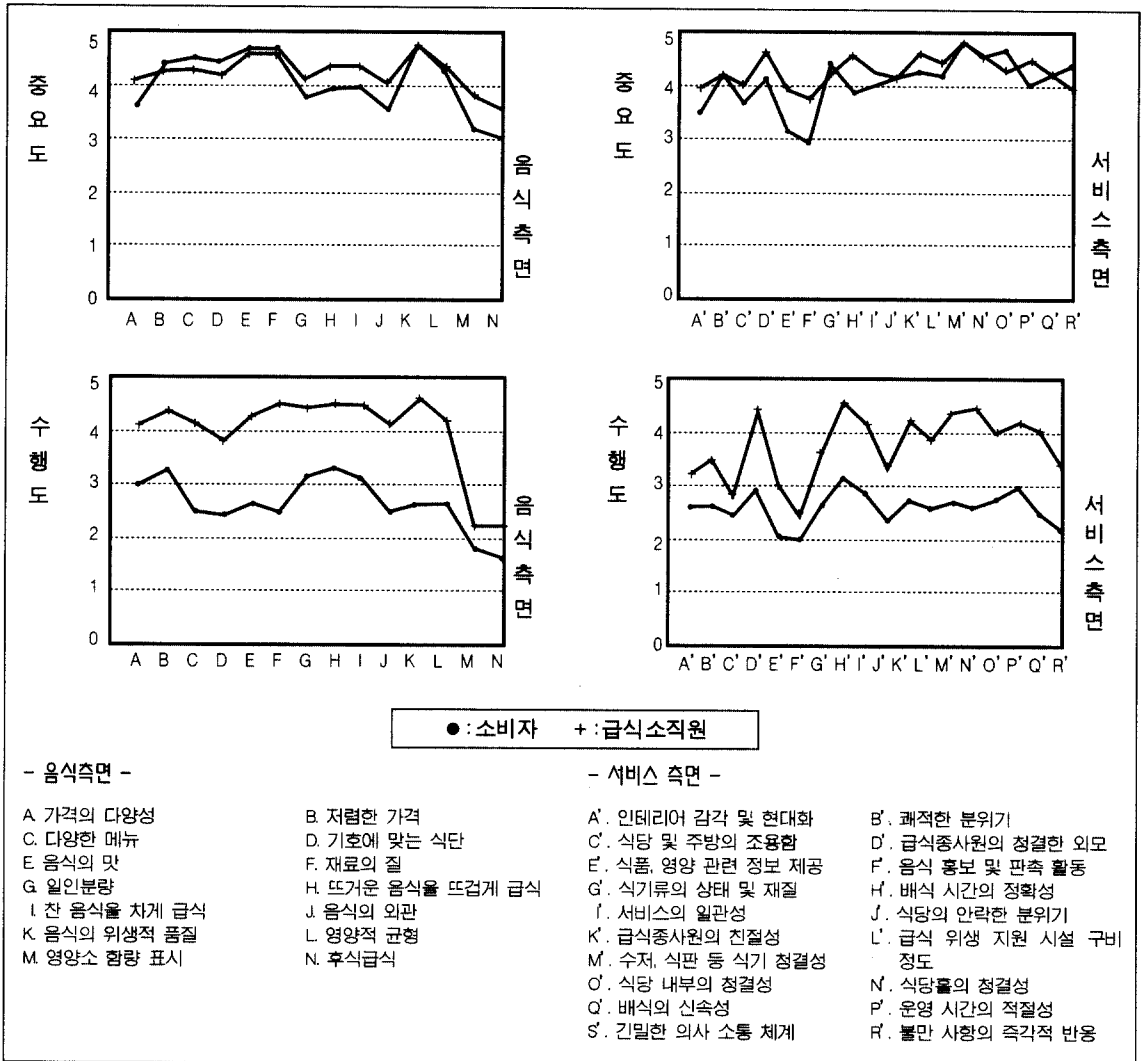 중요도
5
4
3
2
1
0
A B C D E F G H I J K L M N
음식측면
중요도
5
4
3
2
1
0
A' B' C' D' E' F' G' H' I' J' K' L' M' N' O' P' Q' R'
서비스측면
수행도
5
4
3
2
1
0
A B C D E F G H I J K L M N
음식측면
수행도
5
4
3
2
1
0
A' B' C' D' E' F' G' H' I' J' K' L' M' N' O' P' Q' R'
서비스측면
● : 소비자 + : 급식소직원
- 음식측면 -
A. 가격의 다양성 B. 저렴한 가격
C. 다양한 메뉴 D. 기호에 맞는 식단
E. 음식의 맛 F. 재료의 질
G. 일인분량 H. 뜨거운 음식을 뜨겁게 급식
I. 찬 음식을 차게 급식 J. 음식의 외관
K. 음식의 위생적 품질 L. 영양적 균형
M. 영양소 함량 표시 N. 후식급식
- 서비스 측면 -
A'. 인테리어 감각 및 현대화 B'. 쾌적한 분위기
C'. 식당 및 주방의 조용함 D'. 급식종사원의 청결한 외모
E'. 식품, 영양 관련 정보 제공 F'. 음식 홍보 및 판촉 활동
G'. 식기류의 상태 및 재질 H'. 배식 시간의 정확성
I'. 서비스의 일관성 J'. 식당의 안락한 분위기
K'. 급식종사원의 친절성 L'. 급식 위생 지원 시설 구비
M'. 수저, 식판 등 식기 청결성 정도
O'. 식당 내부의 청결성 N'. 식당홀의 청결성
Q'. 배식의 신속성 P'. 운영 시간의 적절성
S'. 긴밀한 의사 소통 체계 R'. 불만 사항의 즉각적 반응